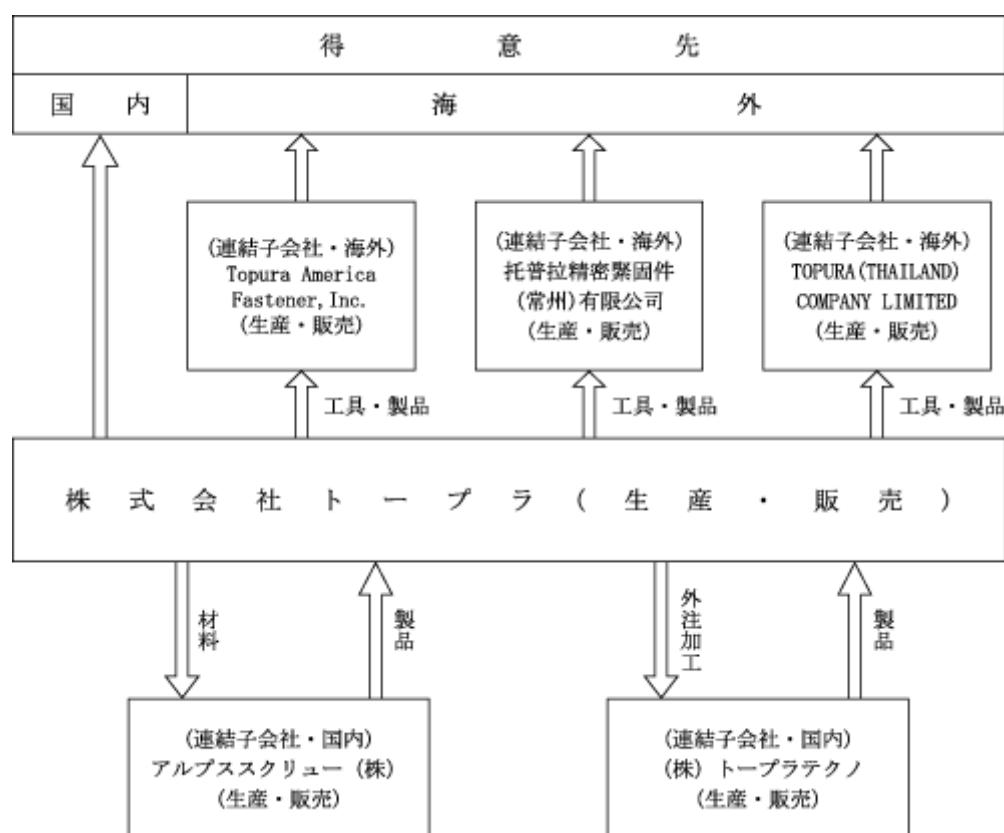 得意先
国内
海外
(連結子会社・海外)
Topura America
Fastener,Inc.
(生産・販売)
(連結子会社・海外)
托普拉精密緊固件
(常州)有限公司
(生産・販売)
(連結子会社・海外)
TOPURA(THAILAND)
COMPANY LIMITED
(生産・販売)
工具・製品
工具・製品
工具・製品
株式会社トープラ(生産・販売)
材料
製品
外注加工
製品
(連結子会社・国内)
アルプススクリュー(株)
(生産・販売)
(連結子会社・国内)
(株)トープラテクノ
(生産・販売)